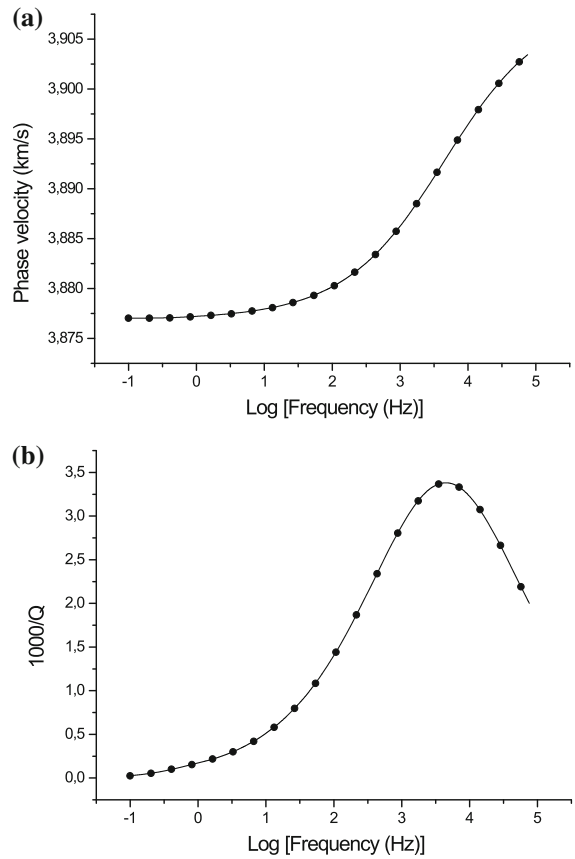 (a)
3,905
3,900
3,895
3,890
3,885
3,880
3,875
Phase velocity (km/s)
-1 0 1 2 3 4 5
Log [Frequency (Hz)]
(b)
3,5
3,0
2,5
2,0
1,5
1,0
0,5
0,0
1000/Q
-1 0 1 2 3 4 5
Log [Frequency (Hz)]